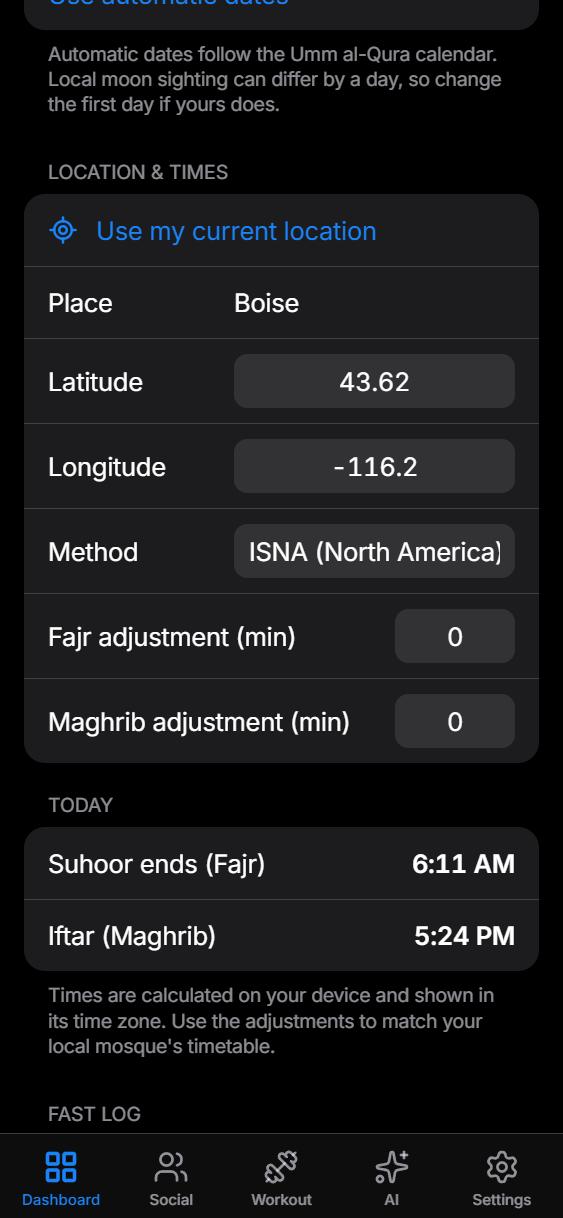 Use automatic dates
Automatic dates follow the Umm al-Qura calendar.
Local moon sighting can differ by a day, so change
the first day if yours does.
LOCATION & TIMES
Use my current location
Place Boise
Latitude 43.62
Longitude -116.2
Method ISNA (North America)
Fajr adjustment (min) 0
Maghrib adjustment (min) 0
TODAY
Suhoor ends (Fajr) 6:11 AM
Iftar (Maghrib) 5:24 PM
Times are calculated on your device and shown in
its time zone. Use the adjustments to match your
local mosque's timetable.
FAST LOG
Dashboard Social Workout AI Settings